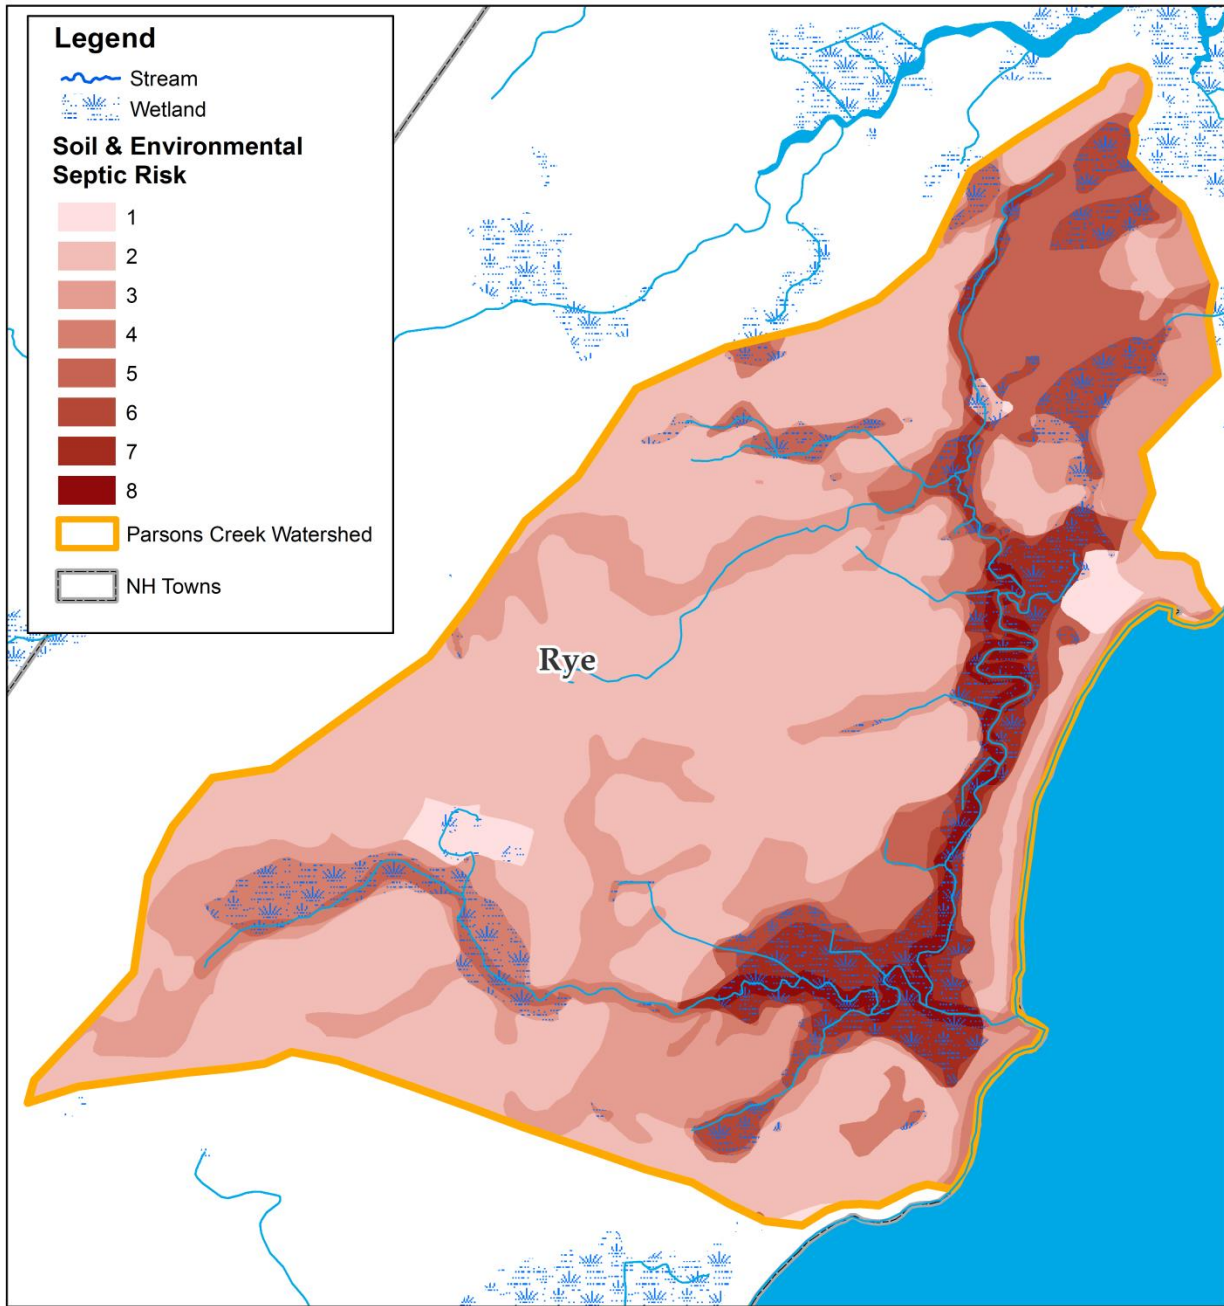 Legend
Stream
Wetland
Soil & Environmental
Septic Risk
1
2
3
4
5
6
7
8
Parsons Creek Watershed
NH Towns
Rye